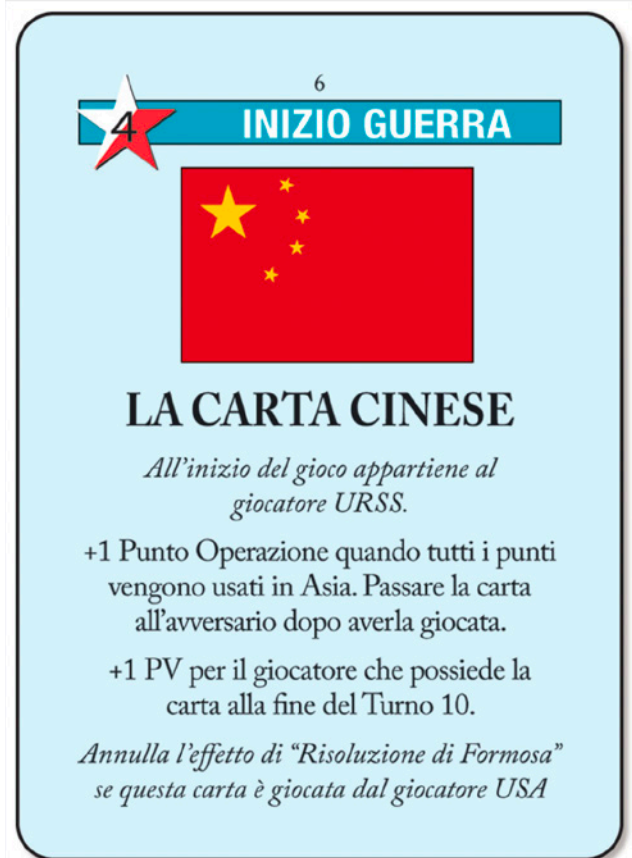 6
4
INIZIO GUERRA
LA CARTA CINESE
All'inizio del gioco appartiene al
giocatore URSS.
+1 Punto Operazione quando tutti i punti
vengono usati in Asia. Passare la carta
all'avversario dopo averla giocata.
+1 PV per il giocatore che possiede la
carta alla fine del Turno 10.
Annulla l'effetto di “Risoluzione di Formosa”
se questa carta è giocata dal giocatore USA